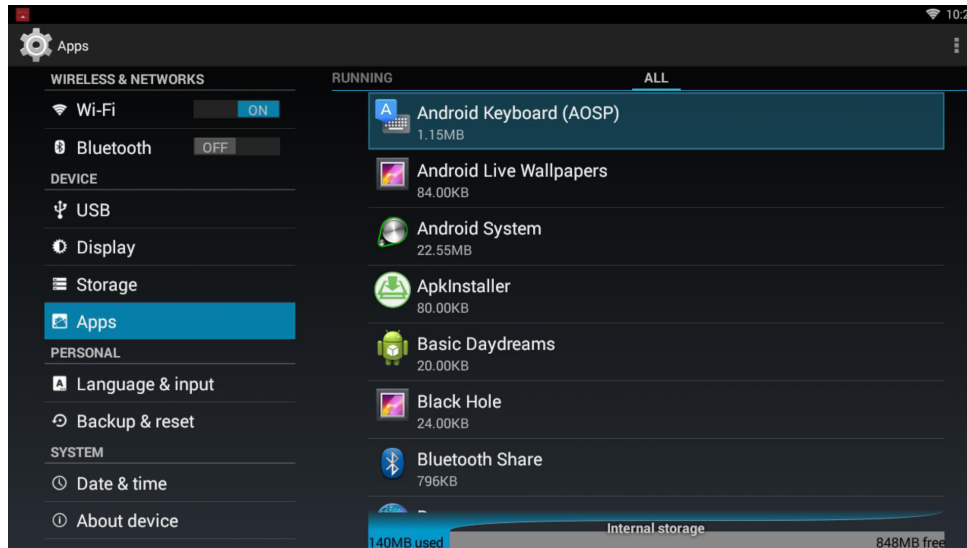 10:2
Apps
WIRELESS & NETWORKS
Wi-Fi ON
Bluetooth OFF
DEVICE
USB
Display
Storage
Apps
PERSONAL
Language & input
Backup & reset
SYSTEM
Date & time
About device
RUNNING ALL
Android Keyboard (AOSP)
1.15MB
Android Live Wallpapers
84.00KB
Android System
22.55MB
ApkInstaller
80.00KB
Basic Daydreams
20.00KB
Black Hole
24.00KB
Bluetooth Share
796KB
Internal storage
140MB used 848MB free